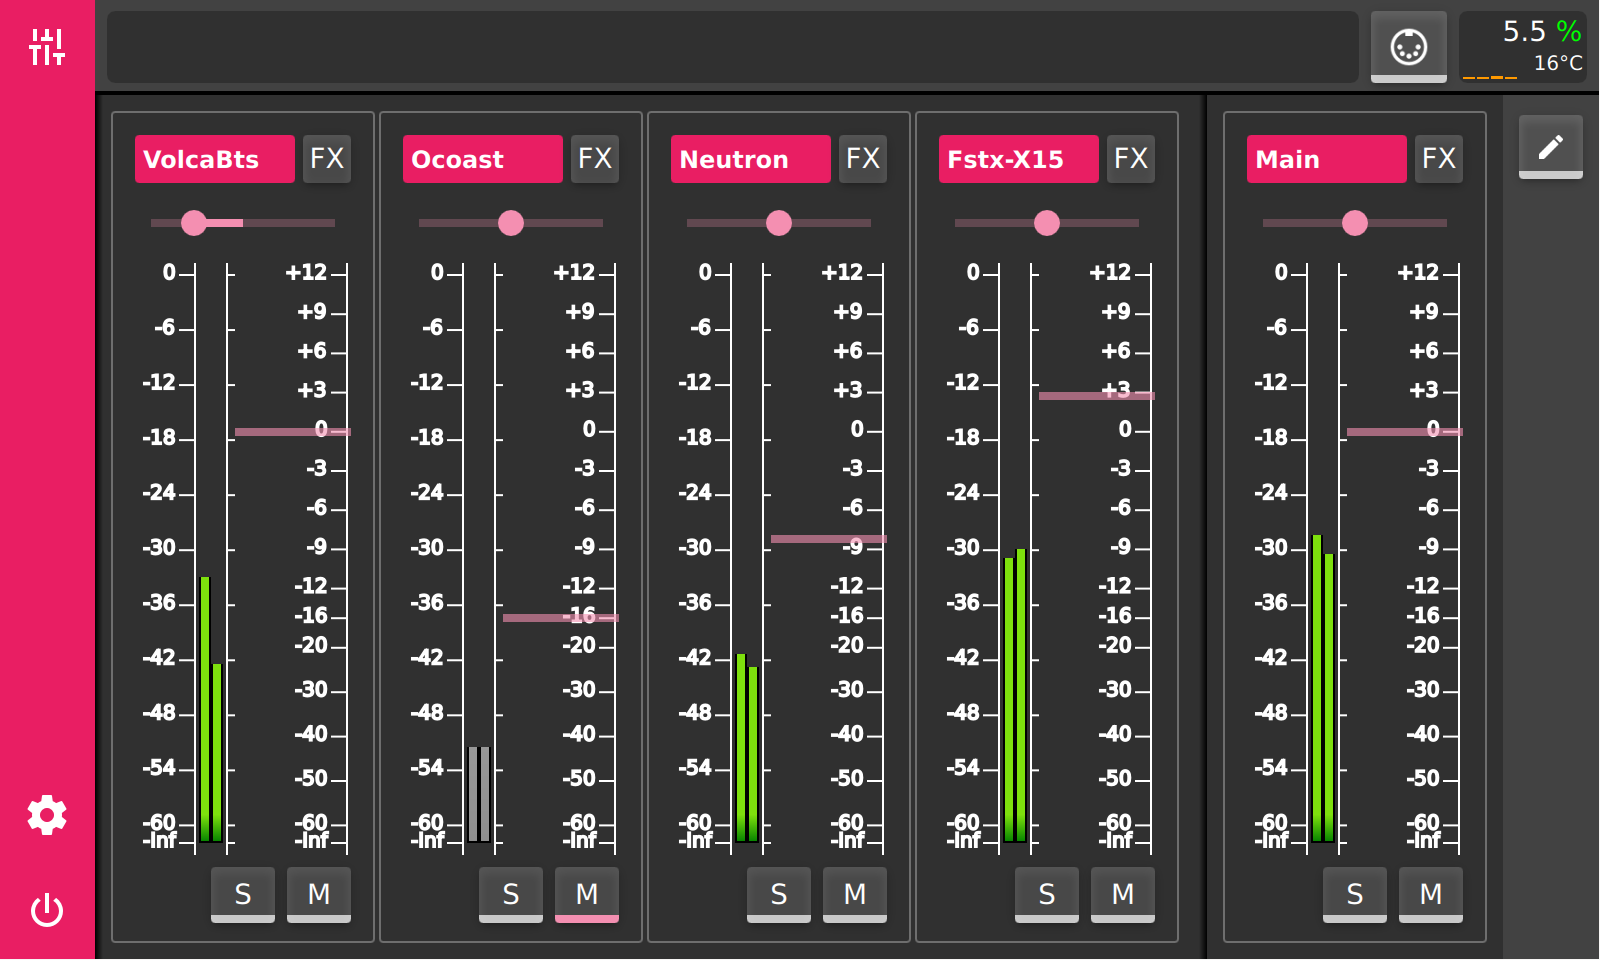 5.5 %
16°C
VolcaBts FX Ocoast FX Neutron FX Fstx-X15 FX Main FX
0 +12 0 +12 0 +12 0 +12 0 +12
+9 +9 +9 +9 +9
-6 -6 -6 -6 -6
+6 +6 +6 +6 +6
-12 +3 -12 +3 -12 +3 -12 +3 -12 +3
-18 0 -18 0 -18 0 -18 0 -18 0
-3 -3 -3 -3 -3
-24 -24 -24 -24 -24
-6 -6 -6 -6 -6
-30 -9 -30 -9 -30 -9 -30 -9 -30 -9
-12 -12 -12 -12 -12
-36 -36 -36 -36 -36
-16 -16 -16 -16 -16
-20 -20 -20 -20 -20
-42 -42 -42 -42 -42
-30 -30 -30 -30 -30
-48 -48 -48 -48 -48
-40 -40 -40 -40 -40
-54 -50 -54 -50 -54 -50 -54 -50 -54 -50
-60 -60 -60 -60 -60 -60 -60 -60 -60 -60
-inf -inf -inf -inf -inf -inf -inf -inf -inf -inf
S M S M S M S M S M